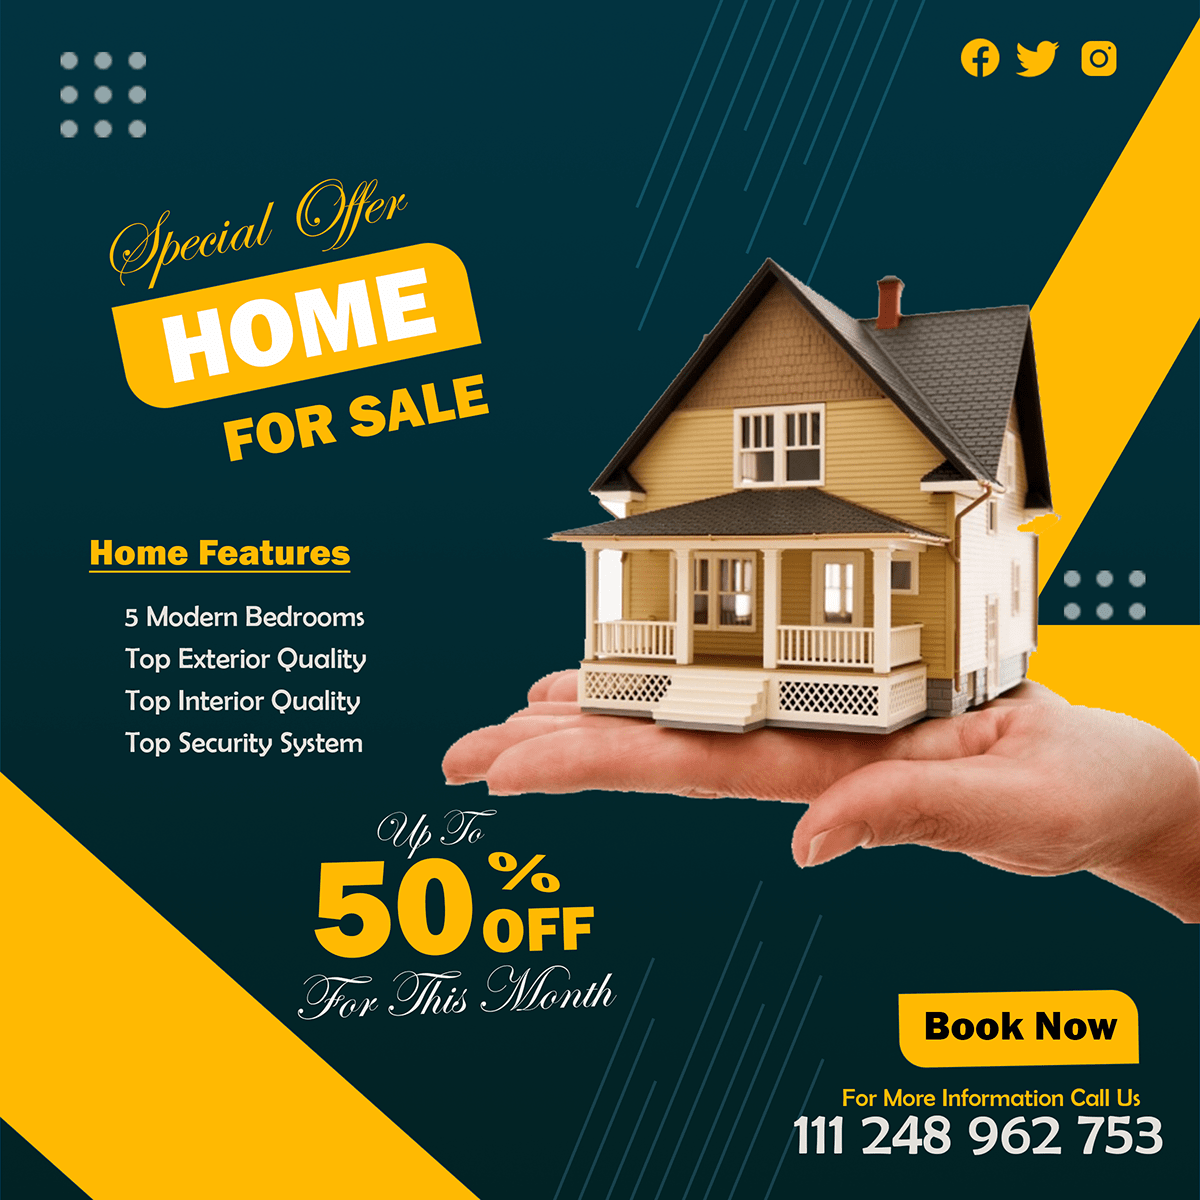 Special Offer
HOME
FOR SALE
Home Features
5 Modern Bedrooms
Top Exterior Quality
Top Interior Quality
Top Security System
Up To
50%
OFF
For This Month
Book Now
For More Information Call Us
111 248 962 753